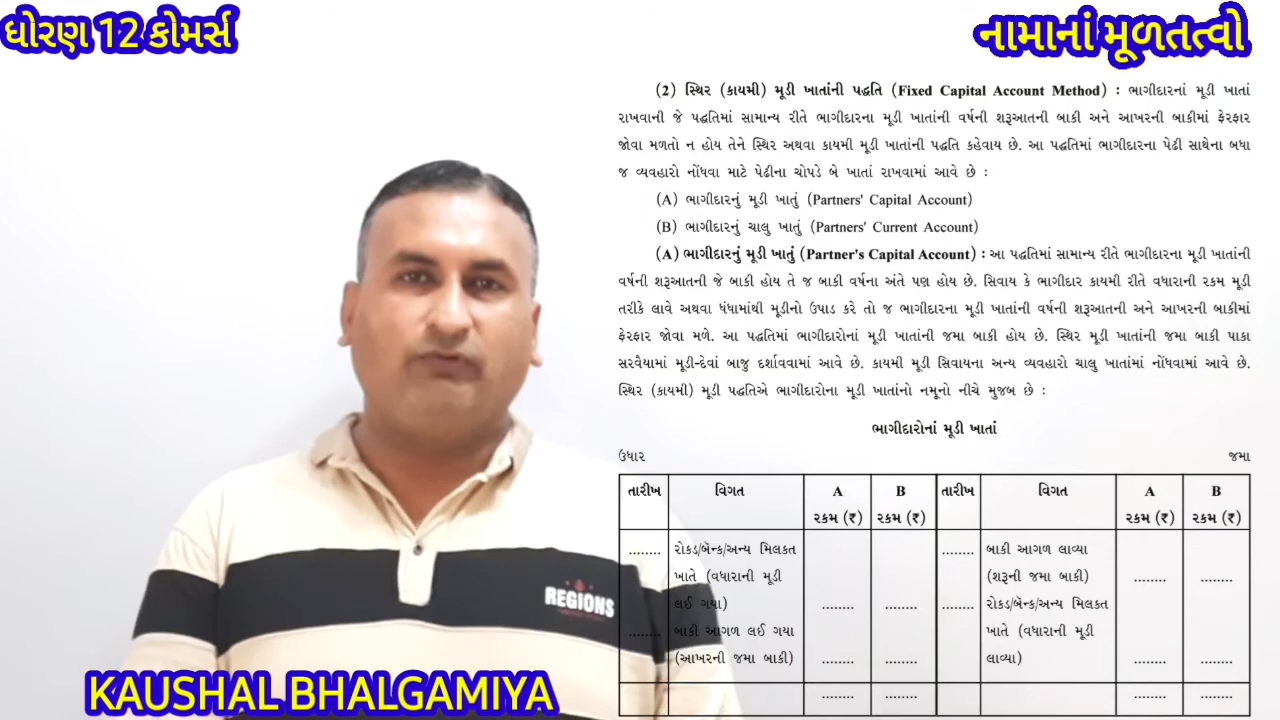 ધોરણ 12 કોમર્સ
નામાનાં મૂળતત્વો
(2) સ્થિર (કાયમી) મૂડી ખાતાંની પદ્ધતિ (Fixed Capital Account Method) : ભાગીદારનાં મૂડી ખાતાં
રાખવાની જે પદ્ધતિમાં સામાન્ય રીતે ભાગીદારના મૂડી ખાતાંની વર્ષની શરૂઆતની બાકી અને આખરની બાકીમાં ફેરફાર
જોવા મળતો ન હોય તેને સ્થિર અથવા કાયમી મૂડી ખાતાંની પદ્ધતિ કહેવાય છે. આ પદ્ધતિમાં ભાગીદારના પેઢી સાથેના બધા
જ વ્યવહારો નોંધવા માટે પેઢીના ચોપડે બે ખાતાં રાખવામાં આવે છે :
(A) ભાગીદારનું મૂડી ખાતું (Partners' Capital Account)
(B) ભાગીદારનું ચાલુ ખાતું (Partners' Current Account)
(A) ભાગીદારનું મૂડી ખાતું (Partner's Capital Account) : આ પદ્ધતિમાં સામાન્ય રીતે ભાગીદારના મૂડી ખાતાંની
વર્ષની શરૂઆતની જે બાકી હોય તે જ બાકી વર્ષના અંતે પણ હોય છે. સિવાય કે ભાગીદાર કાયમી રીતે વધારાની રકમ મૂડી
તરીકે લાવે અથવા ધંધામાંથી મૂડીનો ઉપાડ કરે તો જ ભાગીદારના મૂડી ખાતાંની વર્ષની શરૂઆતની અને આખરની બાકીમાં
ફેરફાર જોવા મળે. આ પદ્ધતિમાં ભાગીદારોનાં મૂડી ખાતાંની જમા બાકી હોય છે. સ્થિર મૂડી ખાતાંની જમા બાકી પાકા
સરવૈયામાં મૂડી-દેવાં બાજુ દર્શાવવામાં આવે છે. કાયમી મૂડી સિવાયના અન્ય વ્યવહારો ચાલુ ખાતાંમાં નોંધવામાં આવે છે.
સ્થિર (કાયમી) મૂડી પદ્ધતિએ ભાગીદારોના મૂડી ખાતાંનો નમૂનો નીચે મુજબ છે :
ભાગીદારોનાં મૂડી ખાતાં
ઉધાર જમા
તારીખ વિગત A B તારીખ વિગત A B
રકમ (₹) રકમ (₹) રકમ (₹) રકમ (₹)
........ રોકડ/બૅન્ક/અન્ય મિલકત ........ બાકી આગળ લાવ્યા
ખાતે (વધારાની મૂડી (શરૂની જમા બાકી) ........ ........
લઈ ગયા) ........ ........ ........ રોકડ/બૅન્ક/અન્ય મિલકત
........ બાકી આગળ લઈ ગયા ખાતે (વધારાની મૂડી
(આખરની જમા બાકી) ........ ........ લાવ્યા) ........ ........
........ ........ ........ ........
REGIONS
KAUSHAL BHALGAMIYA